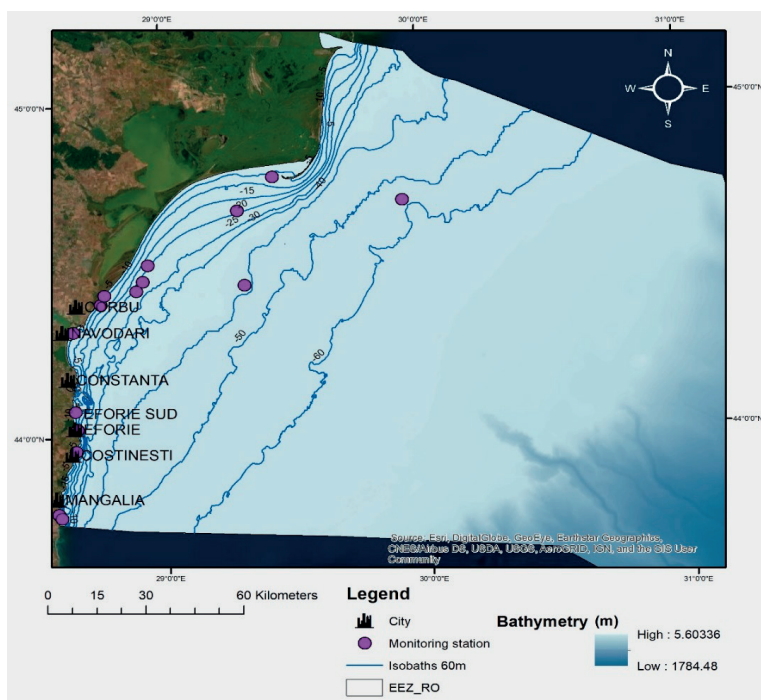 29°0'0"E 30°0'0"E 31°0'0"E
N
W E
S
45°0'0"N 45°0'0"N
-5
-10
5
-15
-20
-25
-30
-40
-10
-5
CORBU
NAVODARI
-50
-60
CONSTANTA
EFORIE SUD
EFORIE
44°0'0"N 44°0'0"N
COSTINESTI
MANGALIA
Source: Esri, DigitalGlobe, GeoEye, Earthstar Geographics,
CNES/Airbus DS, USDA, USGS, AeroGRID, IGN, and the GIS User
Community
29°0'0"E 30°0'0"E 31°0'0"E
0 15 30 60 Kilometers
Legend
City
Monitoring station
Isobaths 60m
EEZ_RO
Bathymetry (m)
High : 5.60336
Low : 1784.48